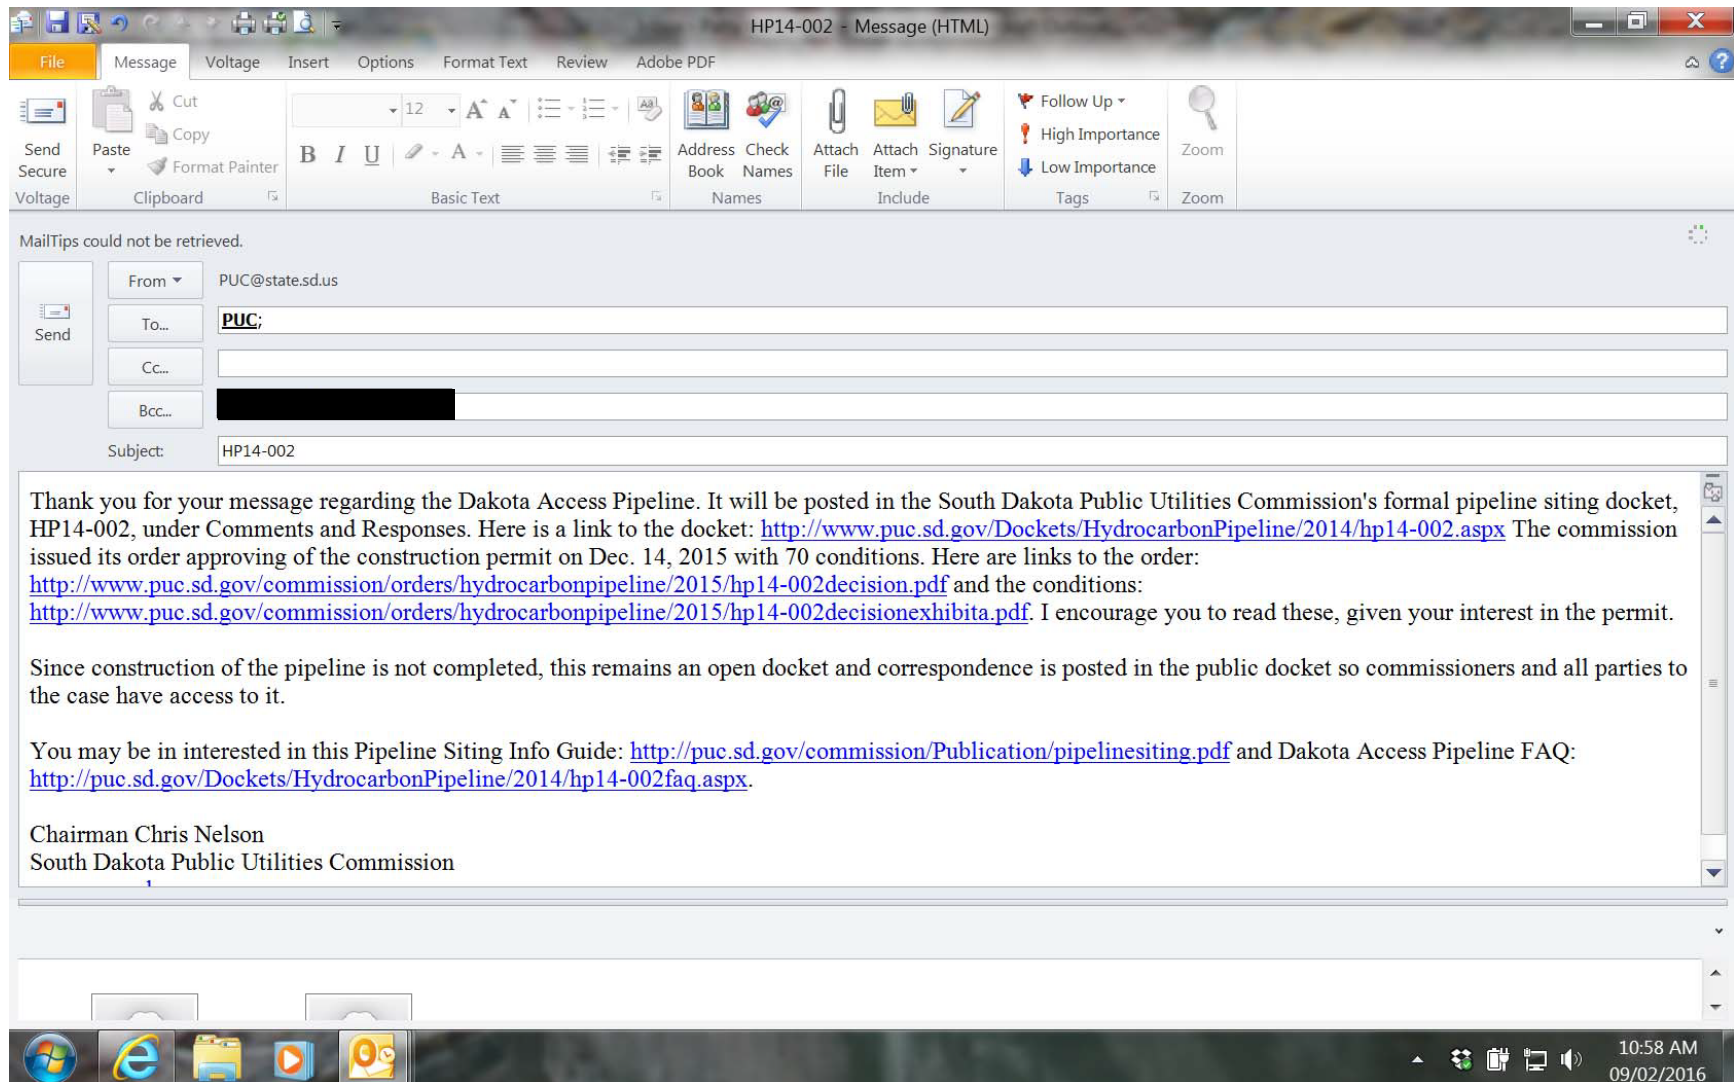 HP14-002 - Message (HTML)
File Message Voltage Insert Options Format Text Review Adobe PDF
Cut
Copy
Format Painter
Send Secure
Paste
12
B I U
Address Book
Check Names
Attach File
Attach Item
Signature
Follow Up
High Importance
Low Importance
Zoom
Voltage Clipboard Basic Text Names Include Tags Zoom
MailTips could not be retrieved.
From PUC@state.sd.us
Send
To... PUC;
Cc...
Bcc...
Subject: HP14-002
Thank you for your message regarding the Dakota Access Pipeline. It will be posted in the South Dakota Public Utilities Commission's formal pipeline siting docket,
HP14-002, under Comments and Responses. Here is a link to the docket: http://www.puc.sd.gov/Dockets/HydrocarbonPipeline/2014/hp14-002.aspx The commission
issued its order approving of the construction permit on Dec. 14, 2015 with 70 conditions. Here are links to the order:
http://www.puc.sd.gov/commission/orders/hydrocarbonpipeline/2015/hp14-002decision.pdf and the conditions:
http://www.puc.sd.gov/commission/orders/hydrocarbonpipeline/2015/hp14-002decisionexhibita.pdf. I encourage you to read these, given your interest in the permit.
Since construction of the pipeline is not completed, this remains an open docket and correspondence is posted in the public docket so commissioners and all parties to
the case have access to it.
You may be in interested in this Pipeline Siting Info Guide: http://puc.sd.gov/commission/Publication/pipelinesiting.pdf and Dakota Access Pipeline FAQ:
http://puc.sd.gov/Dockets/HydrocarbonPipeline/2014/hp14-002faq.aspx.
Chairman Chris Nelson
South Dakota Public Utilities Commission
10:58 AM
09/02/2016